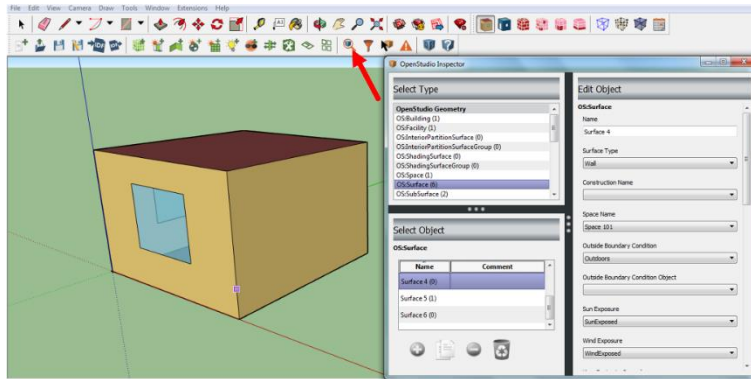 File Edit View Camera Draw Tools Window Extensions Help
OpenStudio Inspector
Select Type
OpenStudio Geometry
OS:Building (1)
OS:Facility (1)
OS:InteriorPartitionSurface (0)
OS:InteriorPartitionSurfaceGroup (0)
OS:ShadingSurface (0)
OS:ShadingSurfaceGroup (0)
OS:Space (1)
OS:Surface (6)
OS:SubSurface (2)
Select Object
OS:Surface
Name Comment
Surface 4 (0)
Surface 5 (1)
Surface 6 (0)
Edit Object
OS:Surface
Name
Surface 4
Surface Type
Wall
Construction Name
Space Name
Space 101
Outside Boundary Condition
Outdoors
Outside Boundary Condition Object
Sun Exposure
SunExposed
Wind Exposure
WindExposed